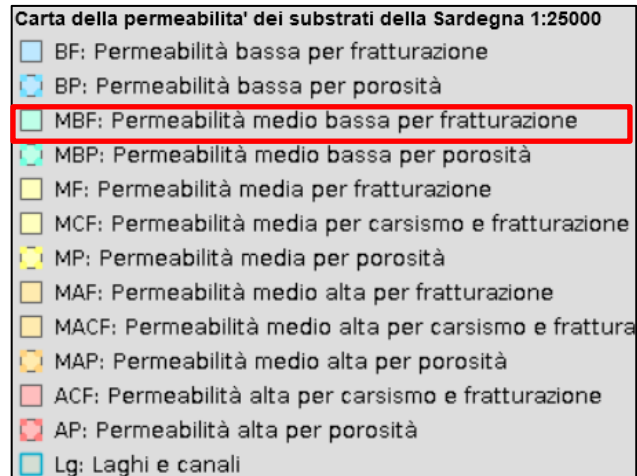 Carta della permeabilita' dei substrati della Sardegna 1:25000
BF: Permeabilità bassa per fratturazione
BP: Permeabilità bassa per porosità
MBF: Permeabilità medio bassa per fratturazione
MBP: Permeabilità medio bassa per porosità
MF: Permeabilità media per fratturazione
MCF: Permeabilità media per carsismo e fratturazione
MP: Permeabilità media per porosità
MAF: Permeabilità medio alta per fratturazione
MACF: Permeabilità medio alta per carsismo e frattura
MAP: Permeabilità medio alta per porosità
ACF: Permeabilità alta per carsismo e fratturazione
AP: Permeabilità alta per porosità
Lg: Laghi e canali